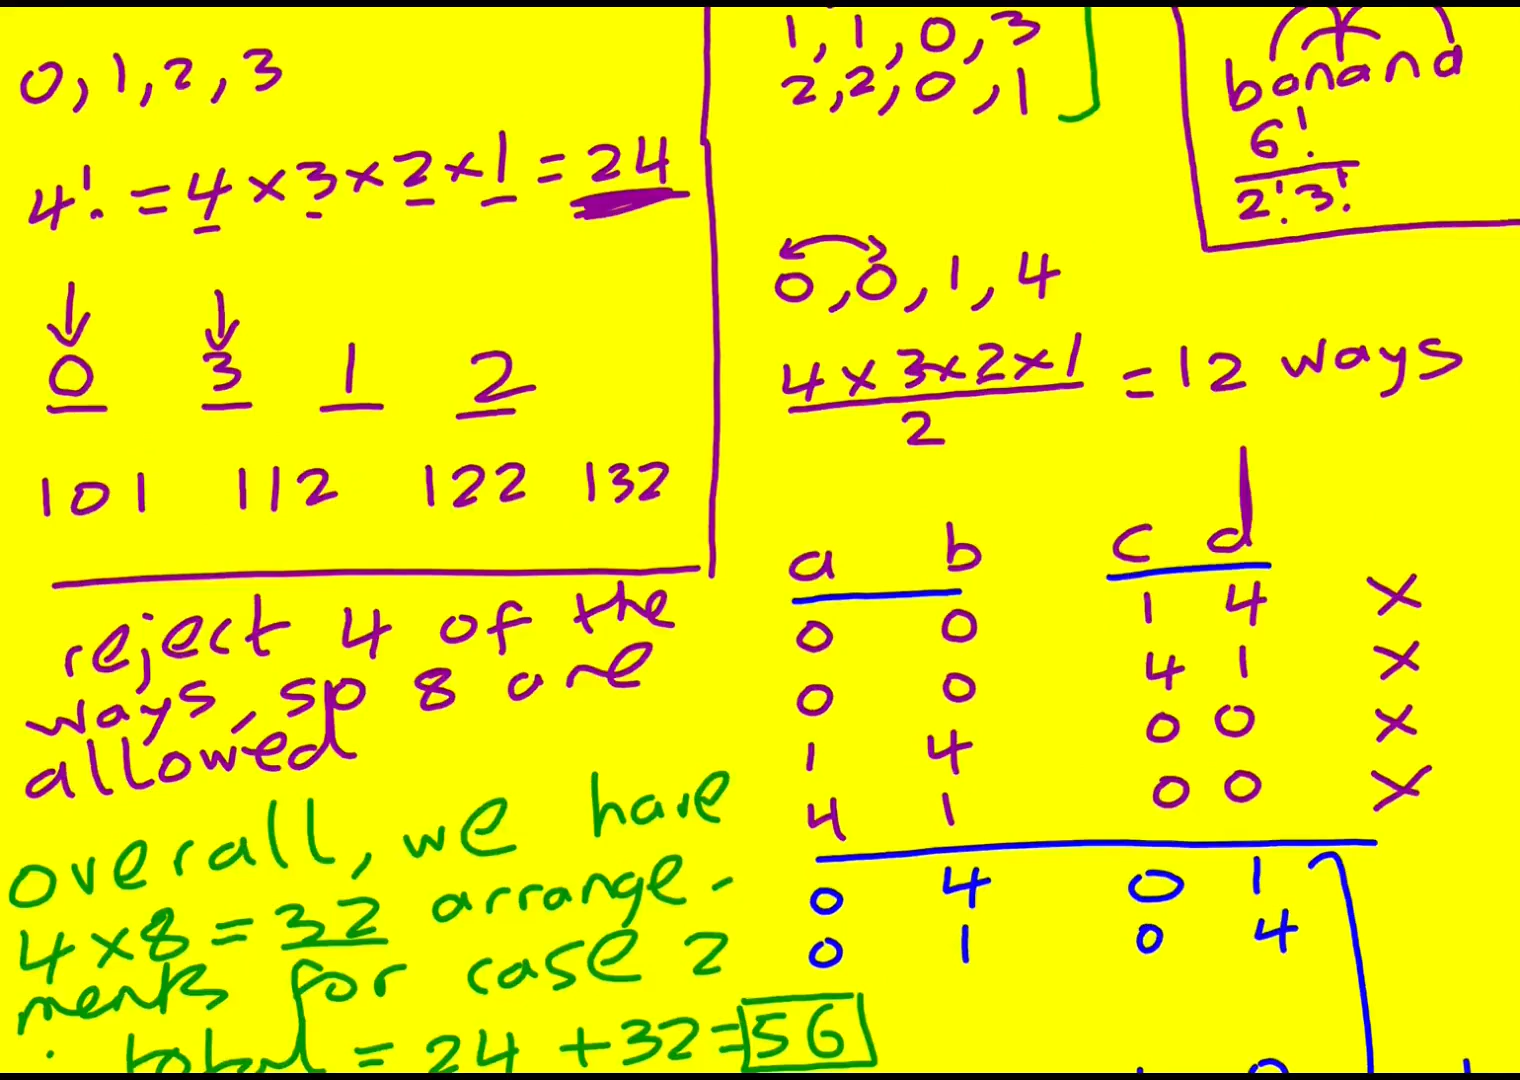 0, 1, 2, 3
4! = 4 × 3 × 2 × 1 = 24
0 3 1 2
101 112 122 132
reject 4 of the
ways, so 8 are
allowed
overall, we have
4 × 8 = 32 arrange-
ments for case 2
∴ total = 24 + 32 = 56
1, 1, 0, 3
2, 2, 0, 1
banana
6!
2! 3!
0, 0, 1, 4
4 × 3 × 2 × 1
2
= 12 ways
a b c d
0 0 1 4 ×
0 0 4 1 ×
1 4 0 0 ×
4 1 0 0 ×
0 4 0 1
0 1 0 4